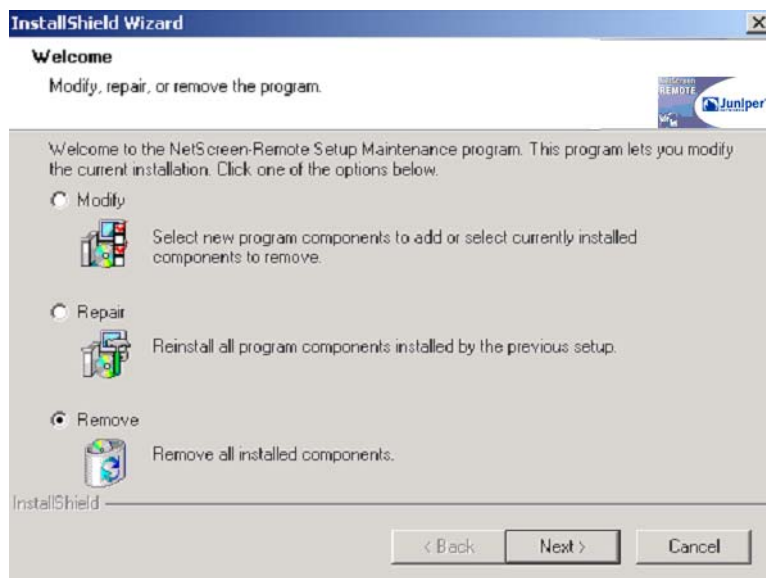 InstallShield Wizard
Welcome
Modify, repair, or remove the program.
NetScreen
REMOTE
Juniper
Welcome to the NetScreen-Remote Setup Maintenance program. This program lets you modify
the current installation. Click one of the options below.
Modify
Select new program components to add or select currently installed
components to remove.
Repair
Reinstall all program components installed by the previous setup.
Remove
Remove all installed components.
InstallShield
< Back
Next >
Cancel